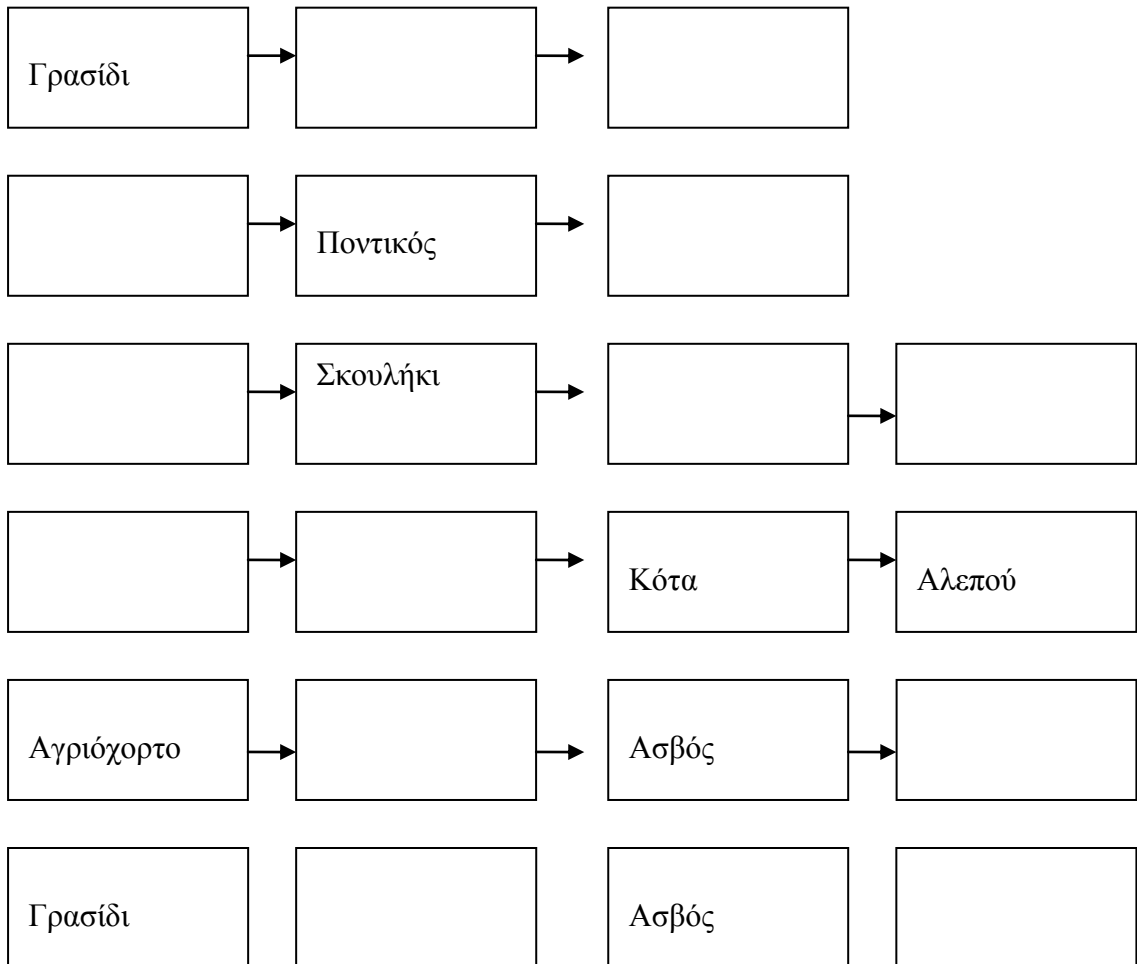 Γρασίδι
Ποντικός
Σκουλήκι
Κότα Αλεπού
Αγριόχορτο Ασβός
Γρασίδι Ασβός